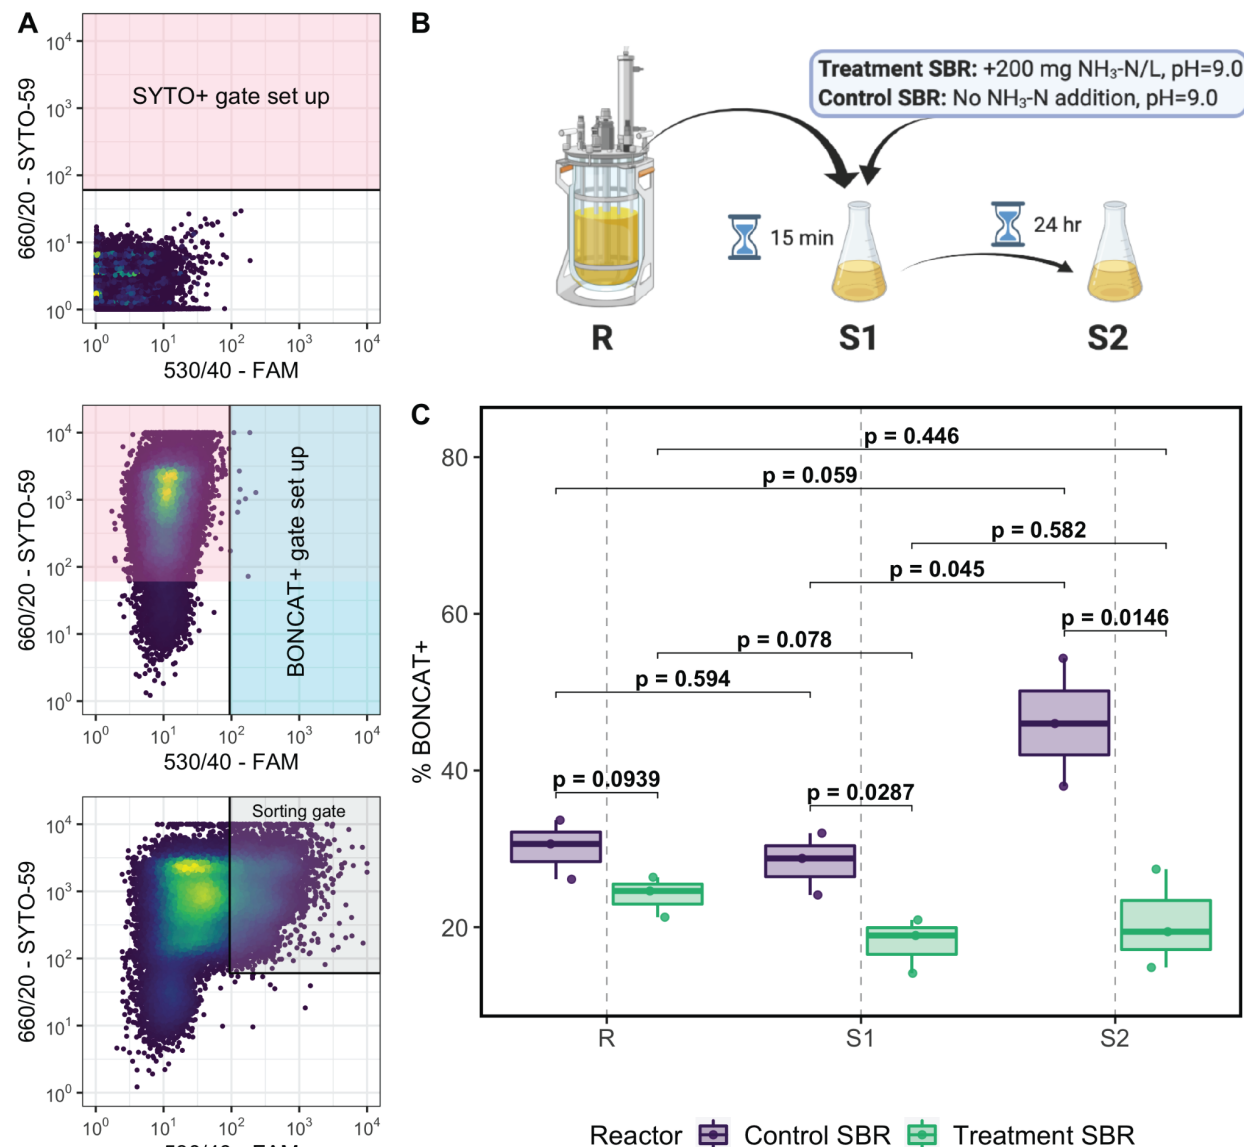 A
10⁴
10³
10²
10¹
10⁰
660/20 - SYTO-59
SYTO+ gate set up
10⁰ 10¹ 10² 10³ 10⁴
530/40 - FAM
10⁴
10³
10²
10¹
10⁰
660/20 - SYTO-59
BONCAT+ gate set up
10⁰ 10¹ 10² 10³ 10⁴
530/40 - FAM
Sorting gate
10⁴
10³
10²
10¹
10⁰
660/20 - SYTO-59
10⁰ 10¹ 10² 10³ 10⁴
530/40 - FAM
B
Treatment SBR: +200 mg NH₃-N/L, pH=9.0
Control SBR: No NH₃-N addition, pH=9.0
15 min
24 hr
R
S1
S2
C
% BONCAT+
80
60
40
20
p = 0.446
p = 0.059
p = 0.582
p = 0.045
p = 0.0146
p = 0.078
p = 0.594
p = 0.0939
p = 0.0287
R
S1
S2
Reactor Control SBR Treatment SBR